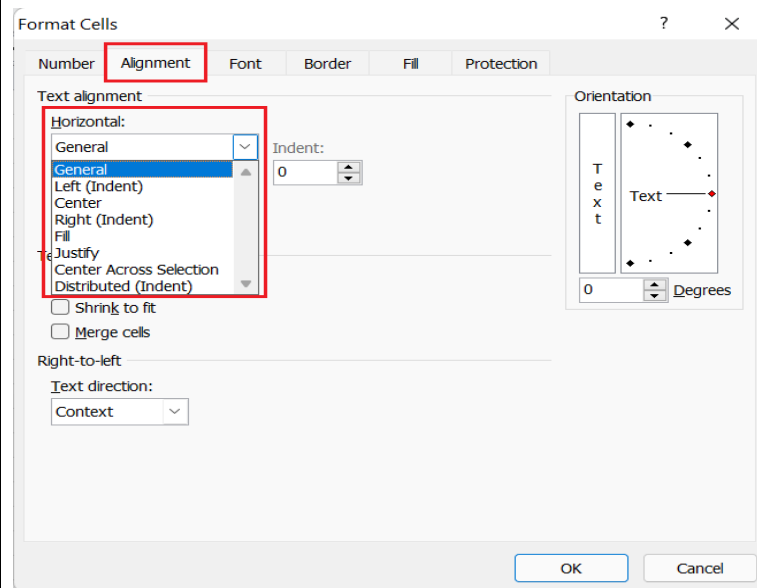 Format Cells
?
Number Alignment Font Border Fill Protection
Text alignment
Horizontal:
General
Indent:
0
General
Left (Indent)
Center
Right (Indent)
Fill
Justify
Center Across Selection
Distributed (Indent)
Te
Shrink to fit
Merge cells
Right-to-left
Text direction:
Context
Orientation
T
e
x
t
Text
0
Degrees
OK
Cancel